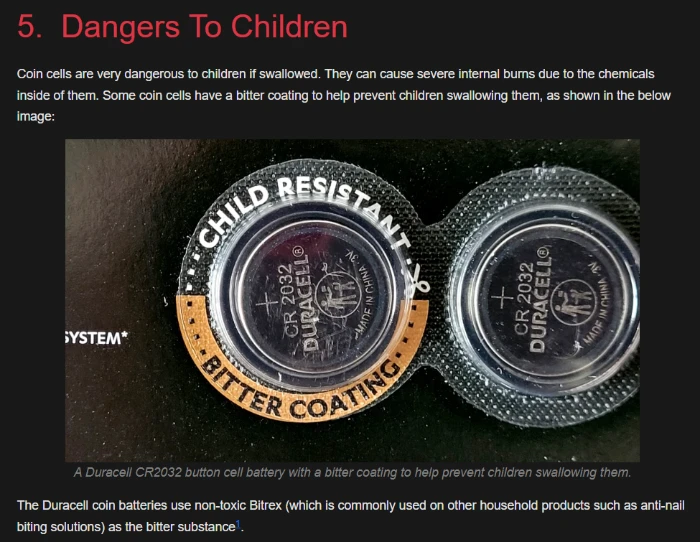 5. Dangers To Children
Coin cells are very dangerous to children if swallowed. They can cause severe internal burns due to the chemicals
inside of them. Some coin cells have a bitter coating to help prevent children swallowing them, as shown in the below
image:
CHILD RESISTANT
BITTER COATING
SYSTEM*
+
CR 2032
DURACELL®
MADE IN CHINA 3V
+
CR 2032
DURACELL®
MADE IN CHINA 3V
A Duracell CR2032 button cell battery with a bitter coating to help prevent children swallowing them.
The Duracell coin batteries use non-toxic Bitrex (which is commonly used on other household products such as anti-nail
biting solutions) as the bitter substance¹.